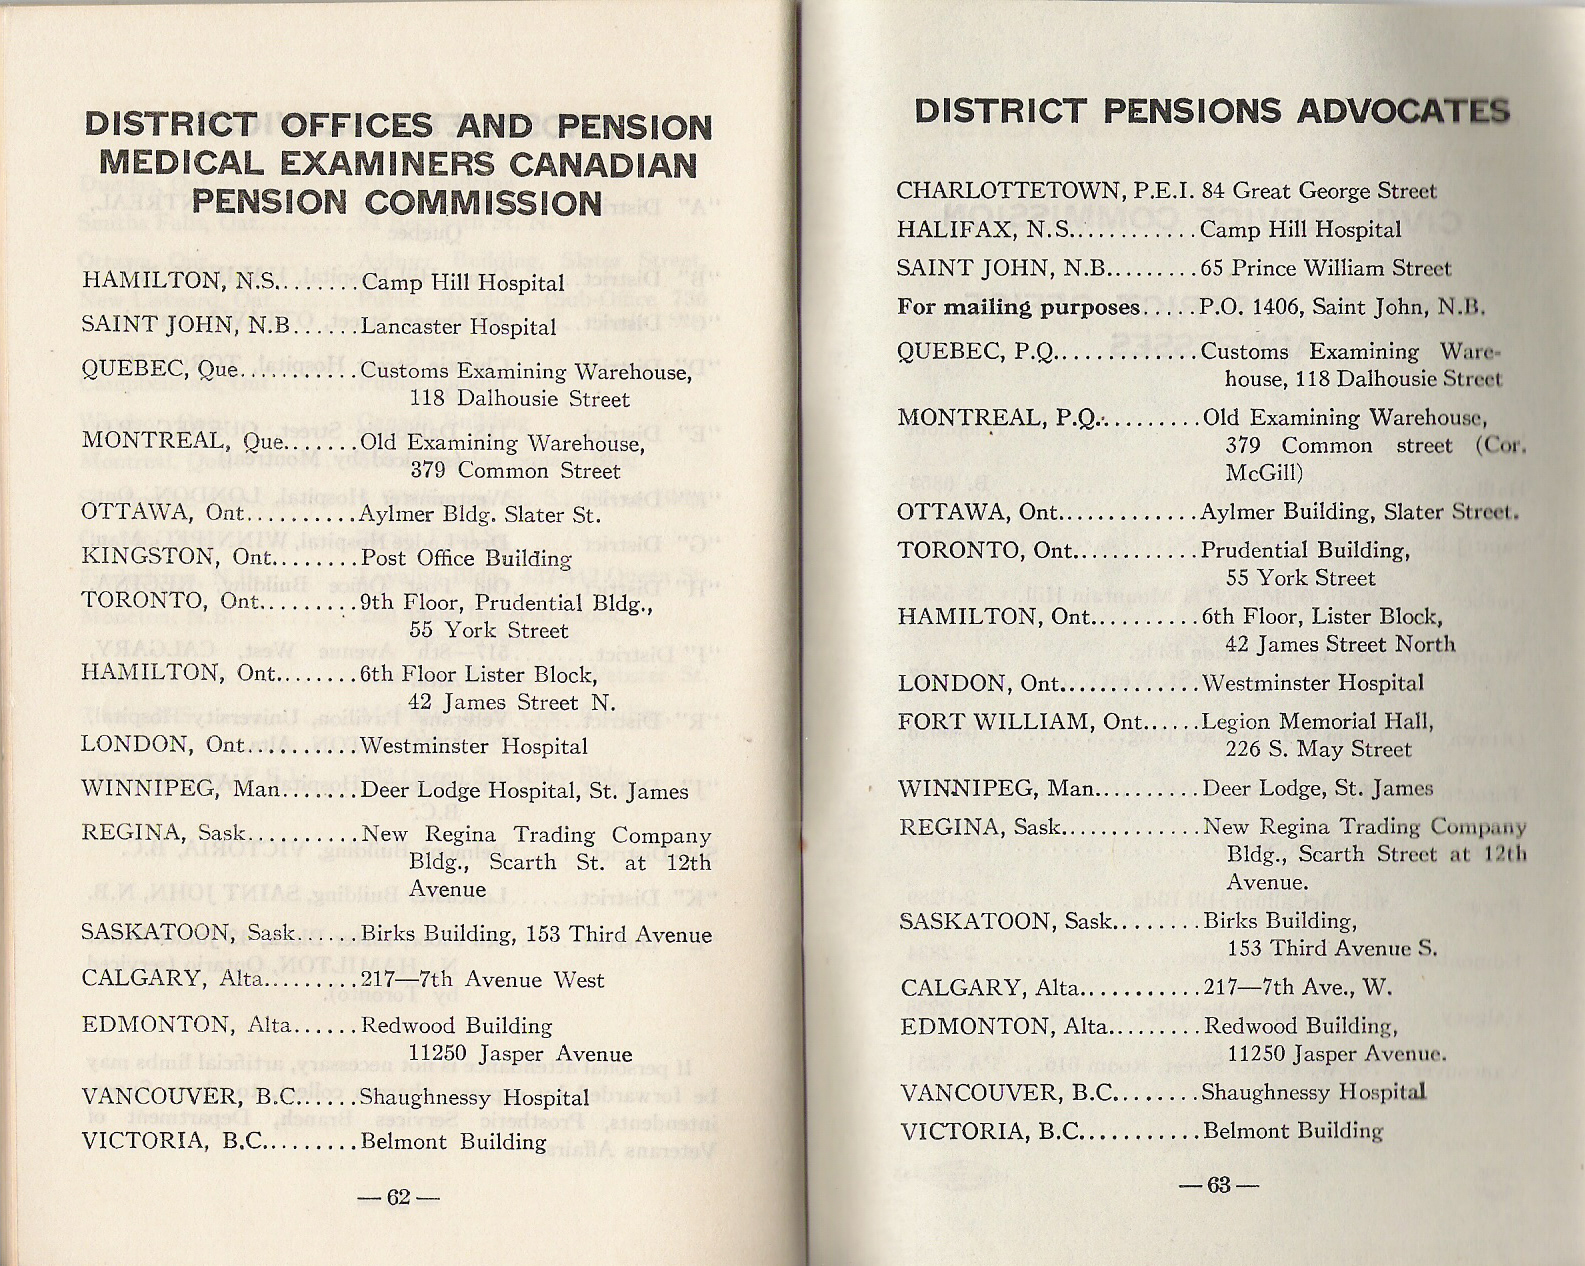 DISTRICT OFFICES AND PENSION
MEDICAL EXAMINERS CANADIAN
PENSION COMMISSION
HAMILTON, N.S........Camp Hill Hospital
SAINT JOHN, N.B......Lancaster Hospital
QUEBEC, Que...........Customs Examining Warehouse,
118 Dalhousie Street
MONTREAL, Que.......Old Examining Warehouse,
379 Common Street
OTTAWA, Ont..........Aylmer Bldg. Slater St.
KINGSTON, Ont........Post Office Building
TORONTO, Ont.........9th Floor, Prudential Bldg.,
55 York Street
HAMILTON, Ont........6th Floor Lister Block,
42 James Street N.
LONDON, Ont..........Westminster Hospital
WINNIPEG, Man.......Deer Lodge Hospital, St. James
REGINA, Sask..........New Regina Trading Company
Bldg., Scarth St. at 12th
Avenue
SASKATOON, Sask......Birks Building, 153 Third Avenue
CALGARY, Alta.........217—7th Avenue West
EDMONTON, Alta......Redwood Building
11250 Jasper Avenue
VANCOUVER, B.C......Shaughnessy Hospital
VICTORIA, B.C.........Belmont Building
— 62 —
DISTRICT PENSIONS ADVOCATES
CHARLOTTETOWN, P.E.I. 84 Great George Street
HALIFAX, N.S............Camp Hill Hospital
SAINT JOHN, N.B.........65 Prince William Street
For mailing purposes.....P.O. 1406, Saint John, N.B.
QUEBEC, P.Q.............Customs Examining Ware-
house, 118 Dalhousie Street
MONTREAL, P.Q..........Old Examining Warehouse,
379 Common street (Cor.
McGill)
OTTAWA, Ont.............Aylmer Building, Slater Street.
TORONTO, Ont............Prudential Building,
55 York Street
HAMILTON, Ont..........6th Floor, Lister Block,
42 James Street North
LONDON, Ont.............Westminster Hospital
FORT WILLIAM, Ont......Legion Memorial Hall,
226 S. May Street
WINNIPEG, Man..........Deer Lodge, St. James
REGINA, Sask.............New Regina Trading Company
Bldg., Scarth Street at 12th
Avenue.
SASKATOON, Sask........Birks Building,
153 Third Avenue S.
CALGARY, Alta...........217—7th Ave., W.
EDMONTON, Alta.........Redwood Building,
11250 Jasper Avenue.
VANCOUVER, B.C........Shaughnessy Hospital
VICTORIA, B.C...........Belmont Building
— 63 —